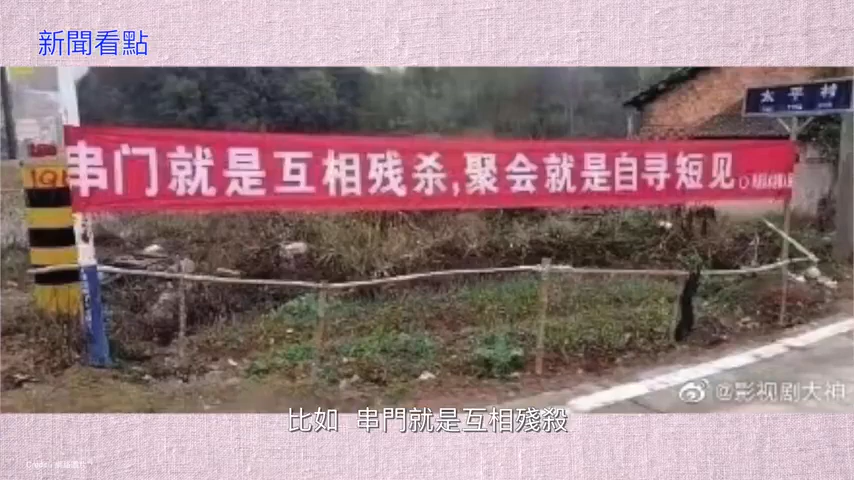 新聞看點
太平村
串门就是互相残杀,聚会就是自寻短见。
@影视剧大神
比如 串門就是互相殘殺